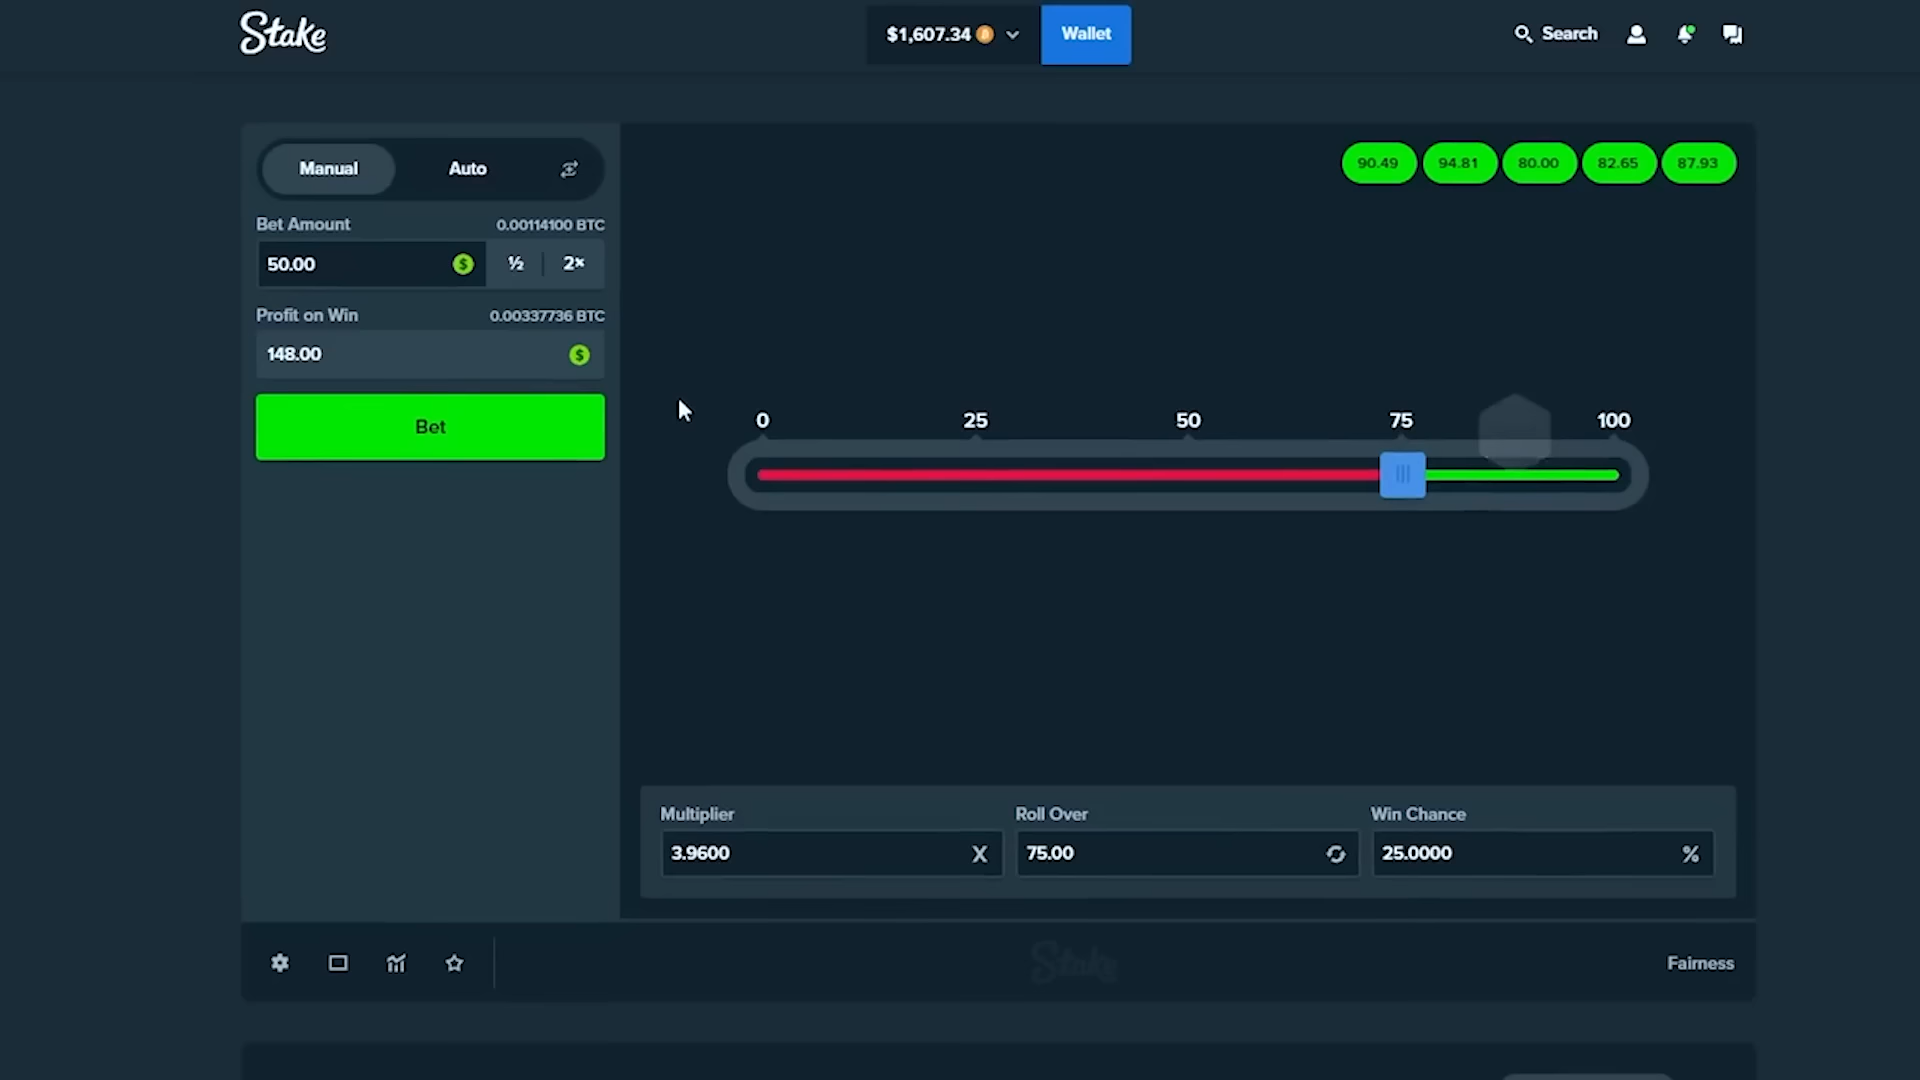 Stake
$1,607.34
Wallet
Search
Manual
Auto
90.49
94.81
80.00
82.65
87.93
Bet Amount
0.00114100 BTC
50.00
$
½
2×
Profit on Win
0.00337736 BTC
148.00
$
Bet
0
25
50
75
100
Multiplier
Roll Over
Win Chance
3.9600
X
75.00
25.0000
%
Stake
Fairness